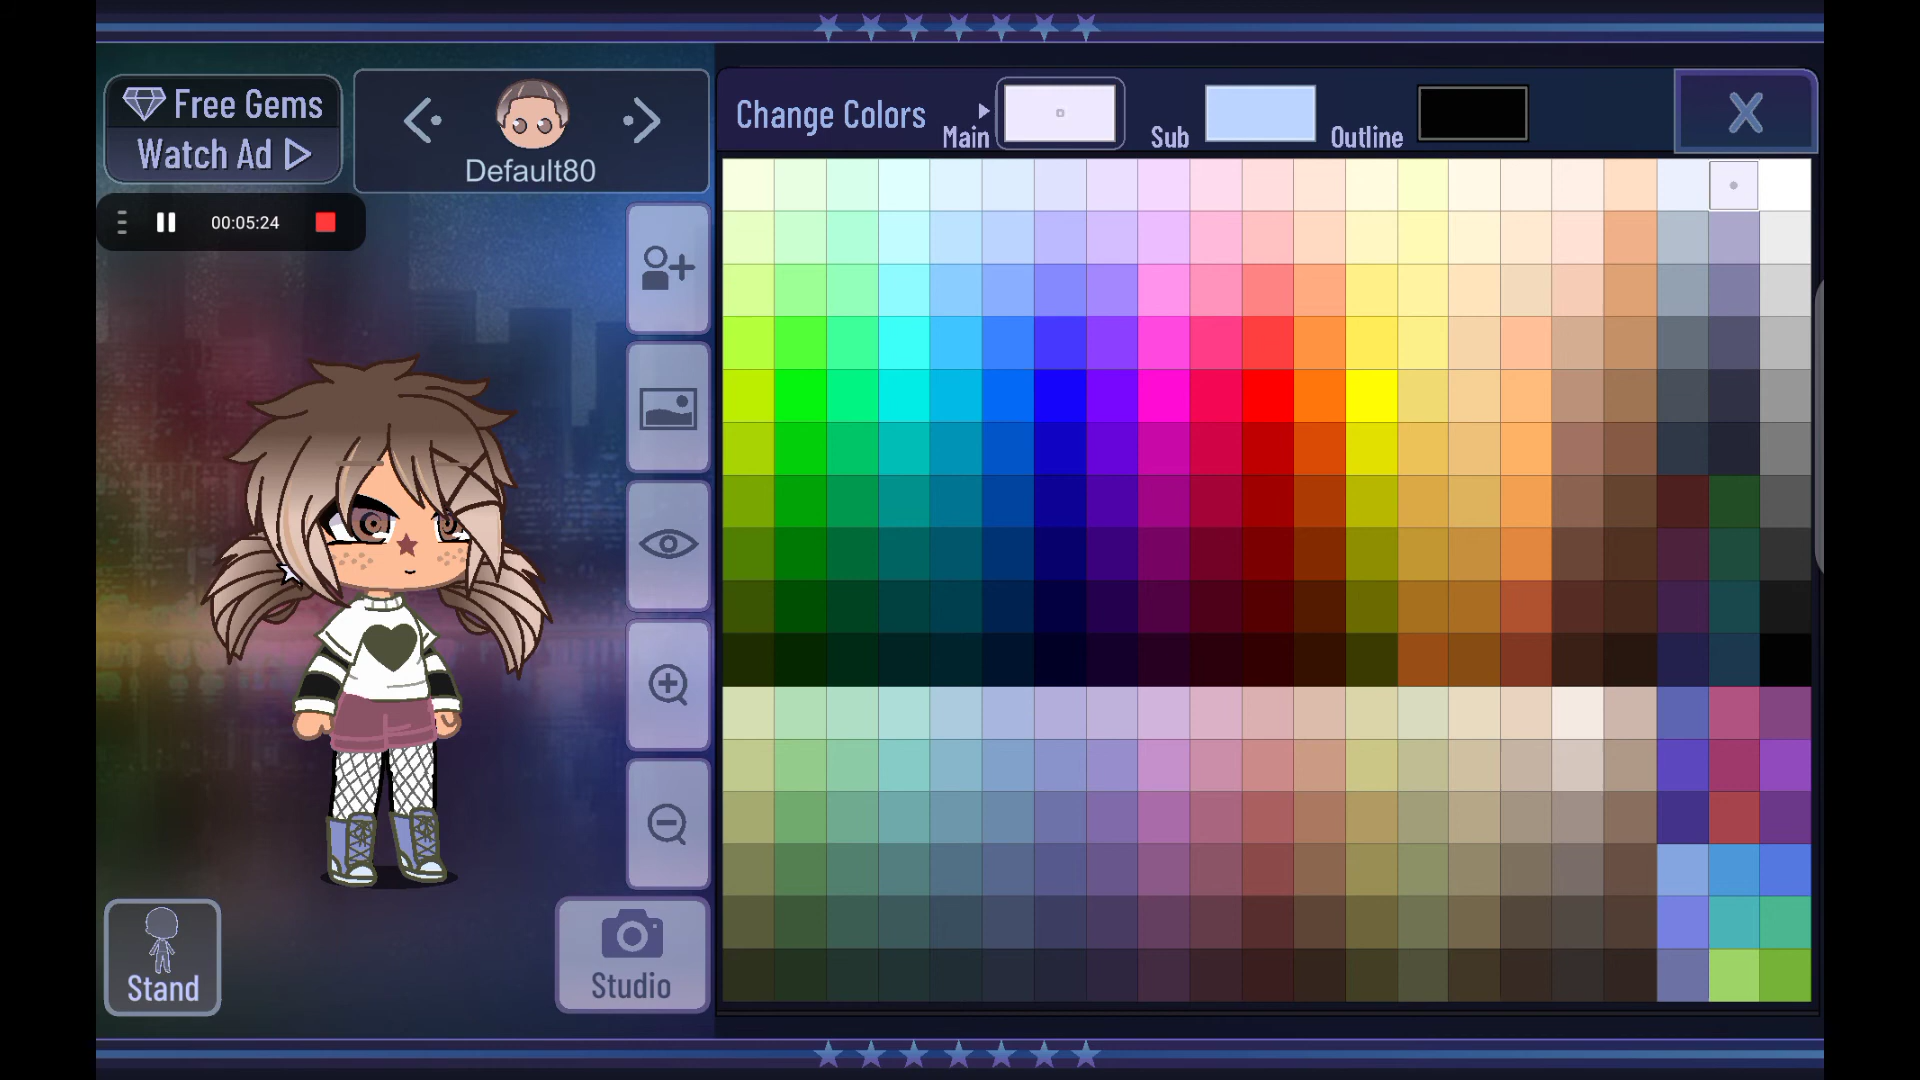 Free Gems
Watch Ad
Default80
00:05:24
Change Colors
Main
Sub
Outline
X
Stand
Studio